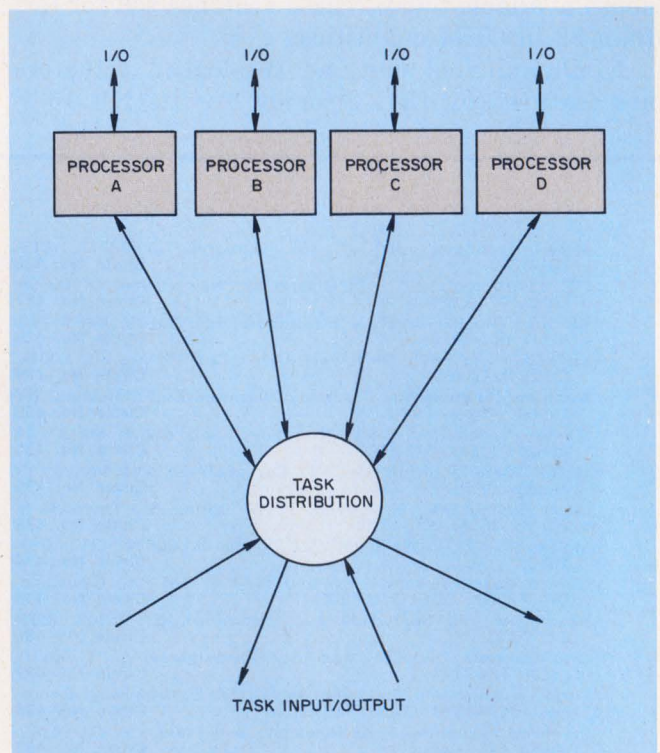 I/O I/O I/O I/O
PROCESSOR A
PROCESSOR B
PROCESSOR C
PROCESSOR D
TASK
DISTRIBUTION
TASK INPUT/OUTPUT